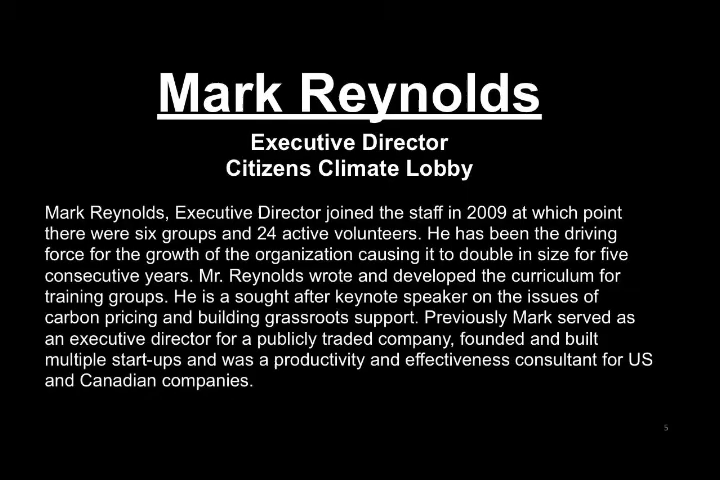 Mark Reynolds
Executive Director
Citizens Climate Lobby
Mark Reynolds, Executive Director joined the staff in 2009 at which point
there were six groups and 24 active volunteers. He has been the driving
force for the growth of the organization causing it to double in size for five
consecutive years. Mr. Reynolds wrote and developed the curriculum for
training groups. He is a sought after keynote speaker on the issues of
carbon pricing and building grassroots support. Previously Mark served as
an executive director for a publicly traded company, founded and built
multiple start-ups and was a productivity and effectiveness consultant for US
and Canadian companies.
5